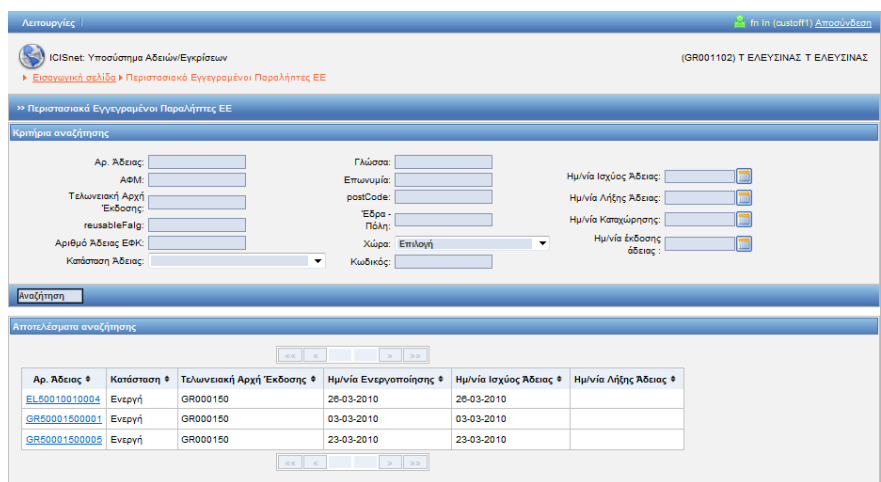 Λειτουργίες
fn ln (custoff1) Αποσύνδεση
ICISnet: Υποσύστημα Αδειών/Εγκρίσεων
(GR001102) Τ ΕΛΕΥΣΙΝΑΣ Τ ΕΛΕΥΣΙΝΑΣ
Εισαγωγική σελίδα Περιστασιακά Εγγεγραμένοι Παραλήπτες ΕΕ
>> Περιστασιακά Εγγεγραμένοι Παραλήπτες ΕΕ
Κριτήρια αναζήτησης
Αρ. Άδειας:
ΑΦΜ:
Τελωνειακή Αρχή
Έκδοσης:
reusableFalg:
Αριθμό Άδειας ΕΦΚ:
Κατάσταση Άδειας:
Γλώσσα:
Επωνυμία:
postCode:
Έδρα -
Πόλη:
Χώρα: Επιλογή
Κωδικός:
Ημ/νία Ισχύος Άδειας:
Ημ/νία Λήξης Άδειας:
Ημ/νία Καταχώρησης:
Ημ/νία έκδοσης
άδειας :
Αναζήτηση
Αποτελέσματα αναζήτησης
<< < > >>
Αρ. Άδειας Κατάσταση Τελωνειακή Αρχή Έκδοσης Ημ/νία Ενεργοποίησης Ημ/νία Ισχύος Άδειας Ημ/νία Λήξης Άδειας
EL50010010004 Ενεργή GR000150 26-03-2010 26-03-2010
GR50001500001 Ενεργή GR000150 03-03-2010 03-03-2010
GR50001500005 Ενεργή GR000150 23-03-2010 23-03-2010
<< < > >>